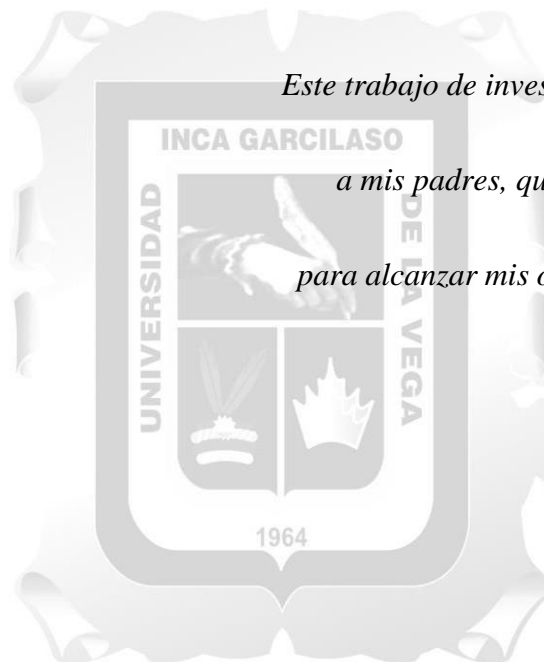 Este trabajo de inves
INCA GARCILASO
a mis padres, qu
UNIVERSIDAD
DE LA VEGA
para alcanzar mis o
1964